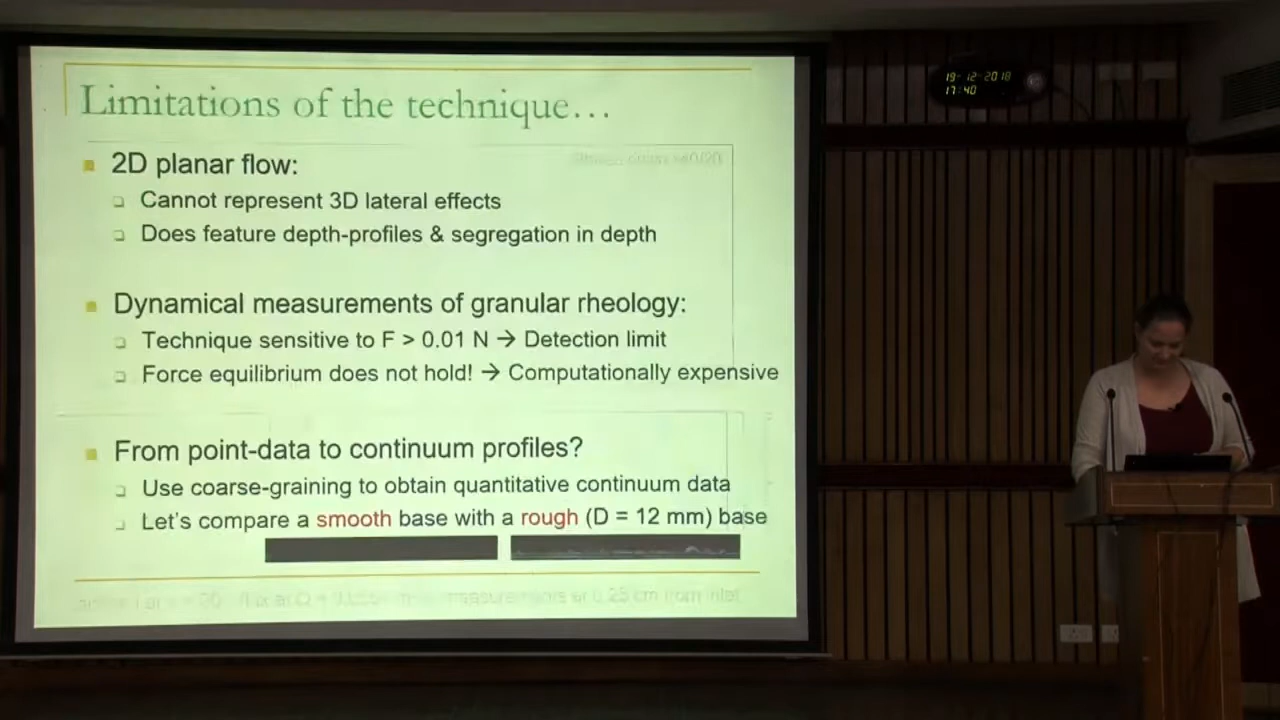 Limitations of the technique...
19-12-2018
17:40
2D planar flow:
Cannot represent 3D lateral effects
Does feature depth-profiles & segregation in depth
Dynamical measurements of granular rheology:
Technique sensitive to F > 0.01 N → Detection limit
Force equilibrium does not hold! → Computationally expensive
From point-data to continuum profiles?
Use coarse-graining to obtain quantitative continuum data
Let's compare a smooth base with a rough (D = 12 mm) base